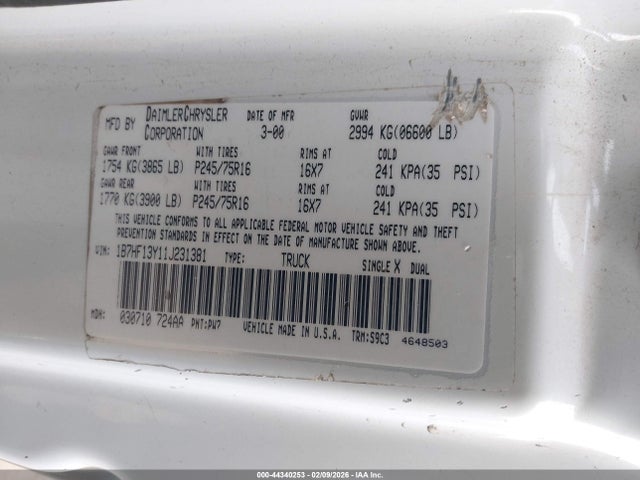 MFD BY DAIMLERCHRYSLER CORPORATION DATE OF MFR 3-00 GVWR 2994 KG(06600 LB)
GAWR FRONT WITH TIRES RIMS AT COLD
1754 KG(3865 LB) P245/75R16 16X7 241 KPA(35 PSI)
GAWR REAR WITH TIRES RIMS AT COLD
1770 KG(3900 LB) P245/75R16 16X7 241 KPA(35 PSI)
THIS VEHICLE CONFORMS TO ALL APPLICABLE FEDERAL MOTOR VEHICLE SAFETY AND THEFT
PREVENTION STANDARDS IN EFFECT ON THE DATE OF MANUFACTURE SHOWN ABOVE.
VIN: 1B7HF13Y11J231381 TYPE: TRUCK SINGLE X DUAL
MDH: 030710 724AA PNT:PW7 VEHICLE MADE IN U.S.A. TRM:S9C3 4648503
000-44340253 - 02/09/2026 - IAA Inc.